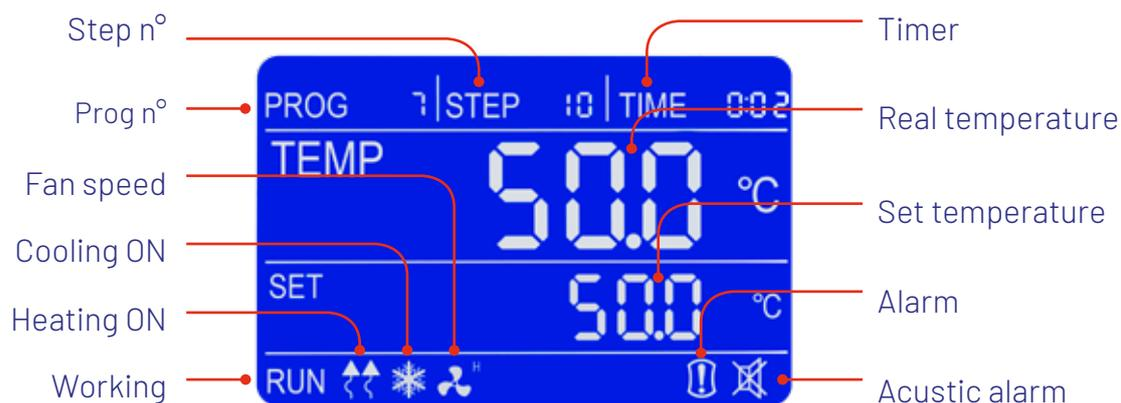 Step n°
Prog n°
Fan speed
Cooling ON
Heating ON
Working
PROG 7 STEP 10 TIME 0:02
TEMP 50.0 °C
SET 50.0 °C
RUN H
Timer
Real temperature
Set temperature
Alarm
Acustic alarm